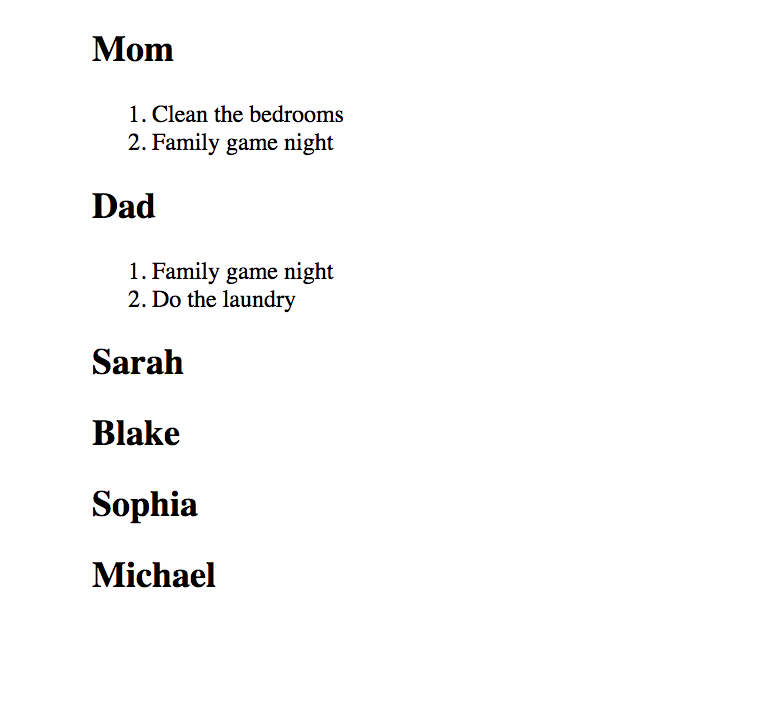 Mom
1. Clean the bedrooms
2. Family game night
Dad
1. Family game night
2. Do the laundry
Sarah
Blake
Sophia
Michael